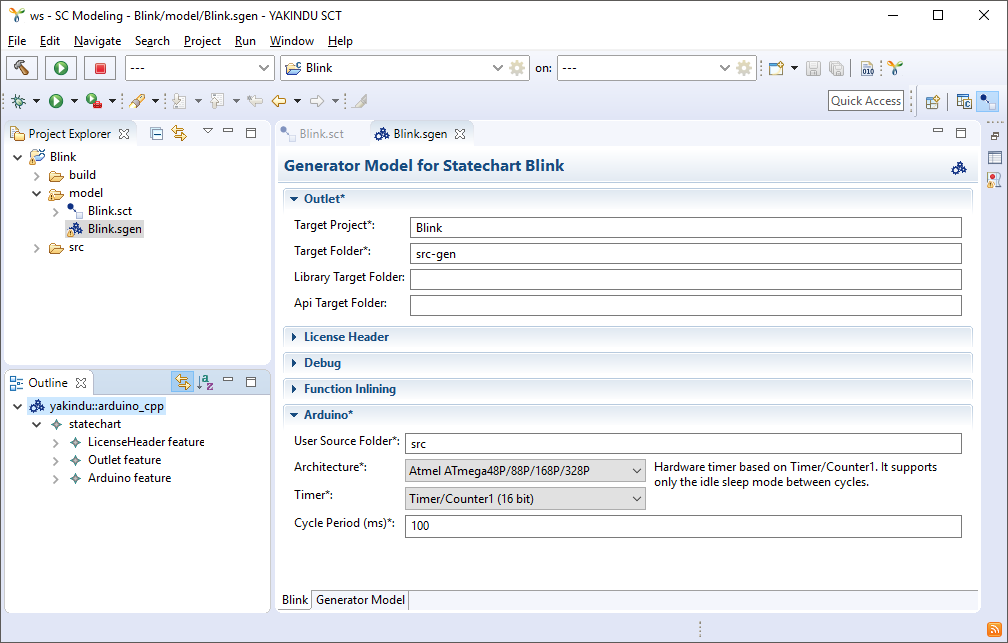 ws - SC Modeling - Blink/model/Blink.sgen - YAKINDU SCT
File Edit Navigate Search Project Run Window Help
--- Blink on: --- 010
Quick Access
Project Explorer
Blink
build
model
Blink.sct
Blink.sgen
src
Outline
yakindu::arduino_cpp
statechart
LicenseHeader feature
Outlet feature
Arduino feature
Blink.sct Blink.sgen
Generator Model for Statechart Blink
Outlet*
Target Project*: Blink
Target Folder*: src-gen
Library Target Folder:
Api Target Folder:
License Header
Debug
Function Inlining
Arduino*
User Source Folder*: src
Architecture*: Atmel ATmega48P/88P/168P/328P Hardware timer based on Timer/Counter1. It supports
only the idle sleep mode between cycles.
Timer*: Timer/Counter1 (16 bit)
Cycle Period (ms)*: 100
Blink Generator Model